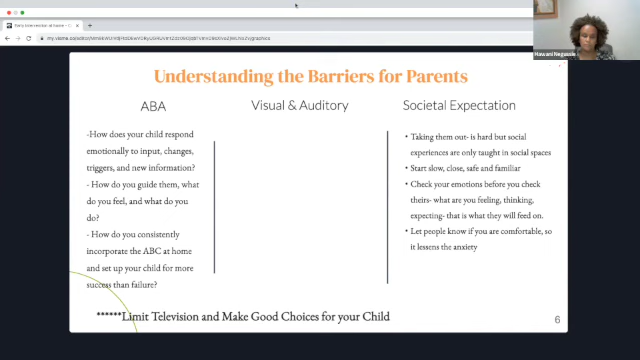 Early intervention at home - C
Understanding the Barriers for Parents
ABA
-How does your child respond
emotionally to input, changes,
triggers, and new information?
- How do you guide them, what
do you feel, and what do you
do?
- How do you consistently
incorporate the ABC at home
and set up your child for more
success than failure?
Visual & Auditory
Societal Expectation
• Taking them out- is hard but social
experiences are only taught in social spaces
• Start slow, close, safe and familiar
• Check your emotions before you check
theirs- what are you feeling, thinking,
expecting- that is what they will feed on.
• Let people know if you are comfortable, so
it lessens the anxiety
******Limit Television and Make Good Choices for your Child
6
Hawani Negussie